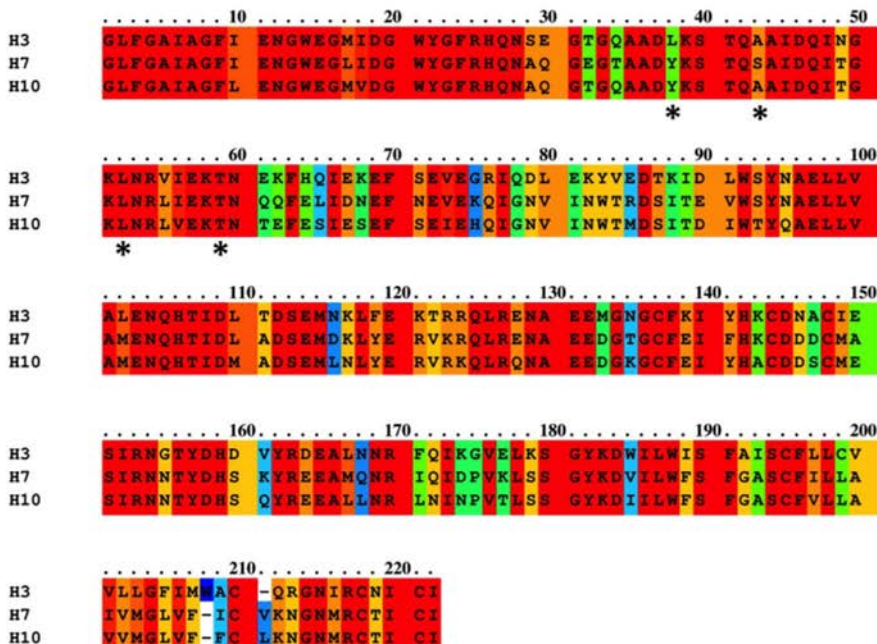 . . . . . . . . . 10 . . . . . . . . . 20 . . . . . . . . . 30 . . . . . . . . . 40 . . . . . . . . . 50
H3 GLFGAIAGFI ENGWEGMIDG WYGFRHQNSE GTGQAADLKS TQAAIDQING
H7 GLFGAIAGFI ENGWEGLIDG WYGFRHQNAQ GEGTAADYKS TQSAIDQITG
H10 GLFGAIAGFL ENGWEGMVDG WYGFRHQNAQ GTGQAADYKS TQAAIDQITG
* *
. . . . . . . . . 60 . . . . . . . . . 70 . . . . . . . . . 80 . . . . . . . . . 90 . . . . . . . . . 100
H3 KLNRVIEKTN EKFHQIEKEF SEVEGRIQDL EKYVEDTKID LWSYNAELLV
H7 KLNRLIEKTN QQFELIDNEF NEVEKQIGNV INWTRDSITE VWSYNAELLV
H10 KLNRLVEKTN TEFESIESEF SEIEHQIGNV INWTMDSITD IWTYQAELLV
* *
. . . . . . . . . 110 . . . . . . . . . 120 . . . . . . . . . 130 . . . . . . . . . 140 . . . . . . . . . 150
H3 ALENQHTIDL TDSEMNKLFE KTRRQLRENA EEMGNGCFKI YHKCDNACIE
H7 AMENQHTIDL ADSEMDKLYE RVKRQLRENA EEDGTGCFEI FHKCDDDCMA
H10 AMENQHTIDM ADSEMLNLYE RVRKQLRQNA EEDGKGCFEI YHACDDSCMA
. . . . . . . . . 160 . . . . . . . . . 170 . . . . . . . . . 180 . . . . . . . . . 190 . . . . . . . . . 200
H3 SIRNGTYDHD VYRDEALNNR FQIKGVELKS GYKDWILWIS FAISCFLLCV
H7 SIRNNTYDHS KYREEAMQNR IQIDPVKLSS GYKDVILWFS FGASCFILLA
H10 SIRNNTYDHS QYREEALLNR LNINPVTLSS GYKDIILWFS FGASCFVLLA
. . . . . . . . . 210 . . . . . . . . . 220 . .
H3 VLLGFIMWAC -QRGNIRCNI CI
H7 IVMGLVF-IC VKNGNMRCTI CI
H10 VVMGLVF-FC LKNGNMRCTI CI